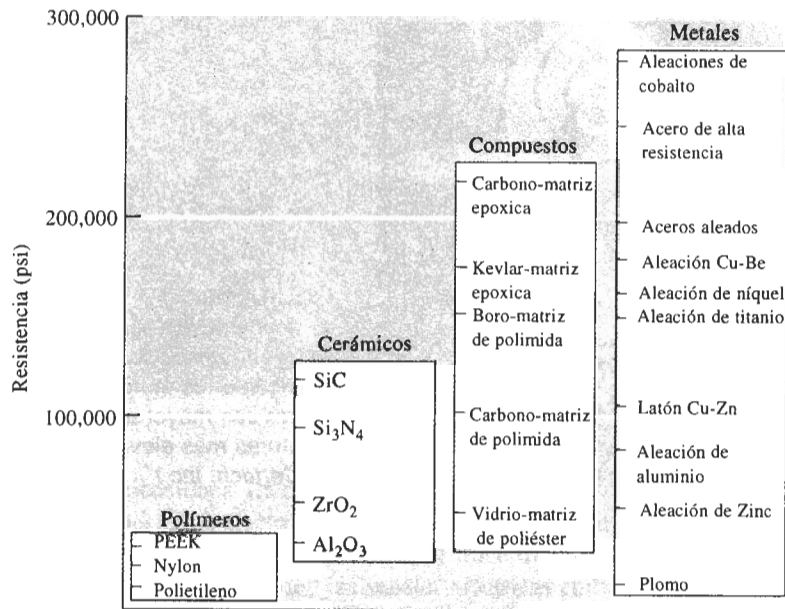 300,000
200,000
100,000
Resistencia (psi)
Polímeros
PEEK
Nylon
Polietileno
Cerámicos
SiC
Si₃N₄
ZrO₂
Al₂O₃
Compuestos
Carbono-matriz
epoxica
Kevlar-matriz
epoxica
Boro-matriz
de polimida
Carbono-matriz
de polimida
Vidrio-matriz
de poliéster
Metales
Aleaciones de
cobalto
Acero de alta
resistencia
Aceros aleados
Aleación Cu-Be
Aleación de níquel
Aleación de titanio
Latón Cu-Zn
Aleación de
aluminio
Aleación de Zinc
Plomo